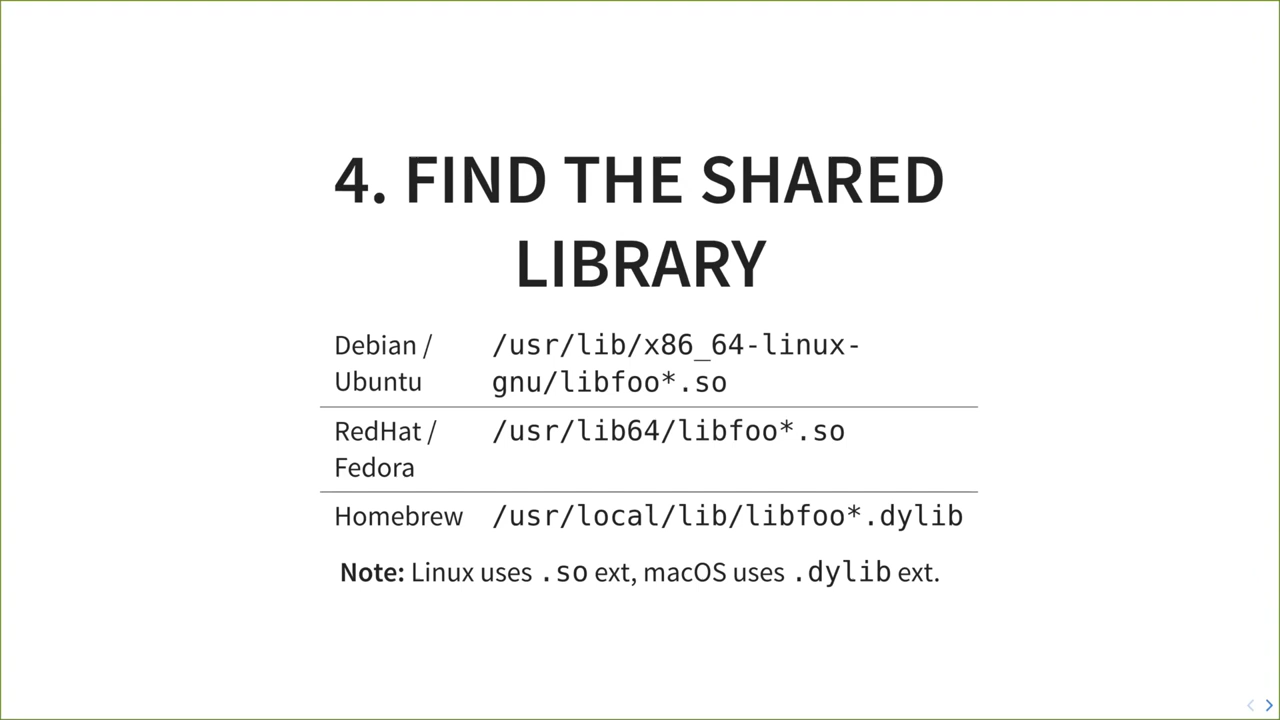 4. FIND THE SHARED
LIBRARY
Debian /
Ubuntu
/usr/lib/x86_64-linux-
gnu/libfoo*.so
RedHat /
Fedora
/usr/lib64/libfoo*.so
Homebrew
/usr/local/lib/libfoo*.dylib
Note: Linux uses .so ext, macOS uses .dylib ext.